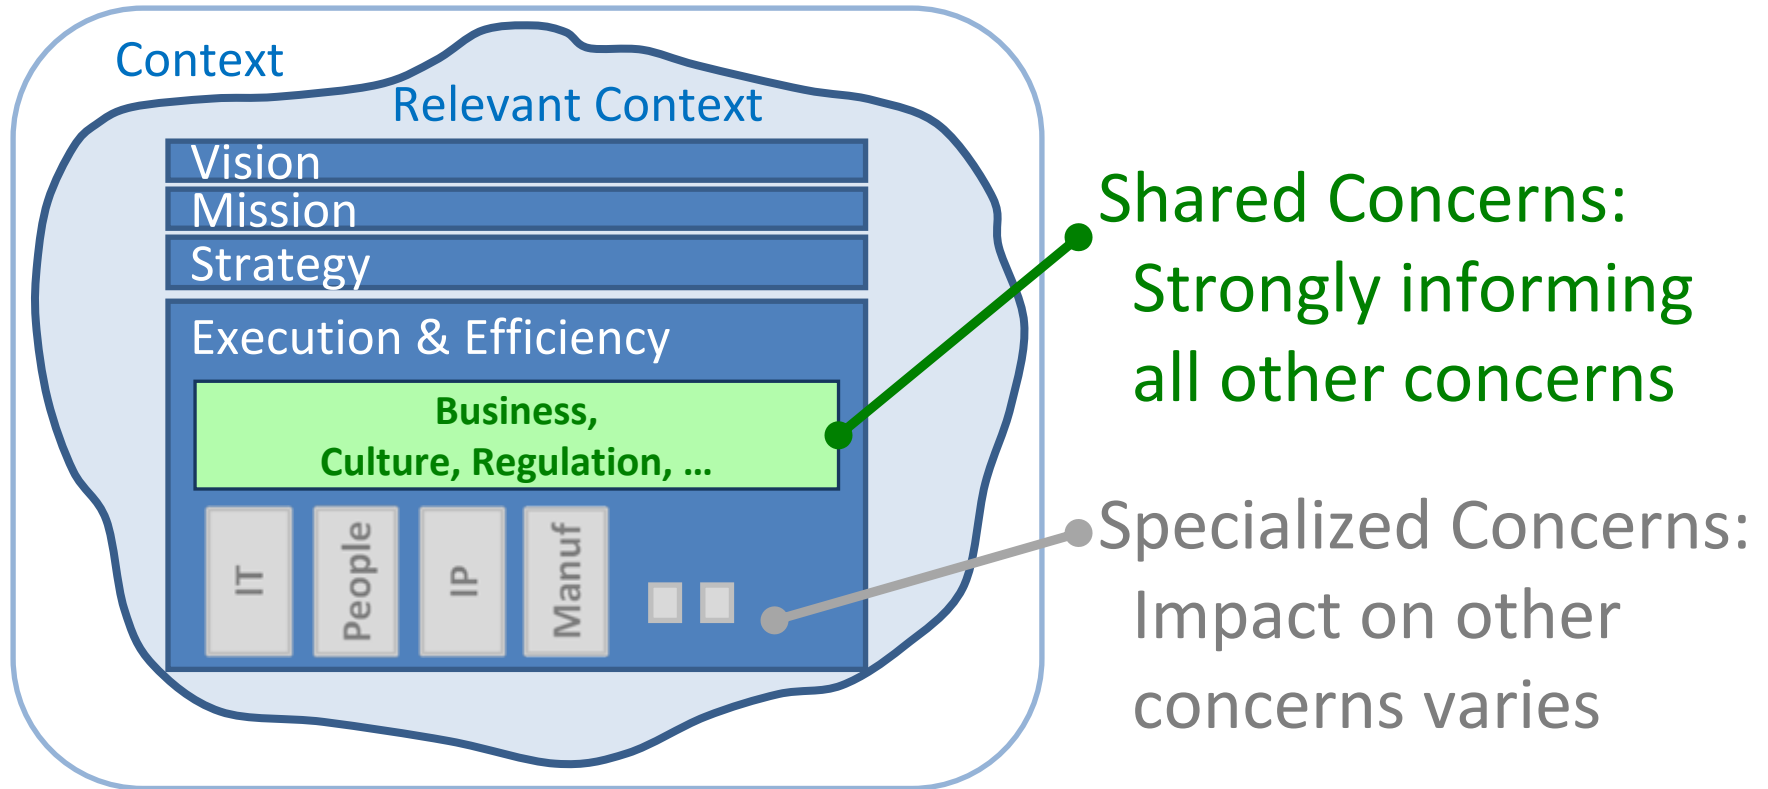 Context
Relevant Context
Vision
Mission
Strategy
Execution & Efficiency
Business,
Culture, Regulation, ...
IT
People
IP
Manuf
Shared Concerns:
Strongly informing
all other concerns
Specialized Concerns:
Impact on other
concerns varies